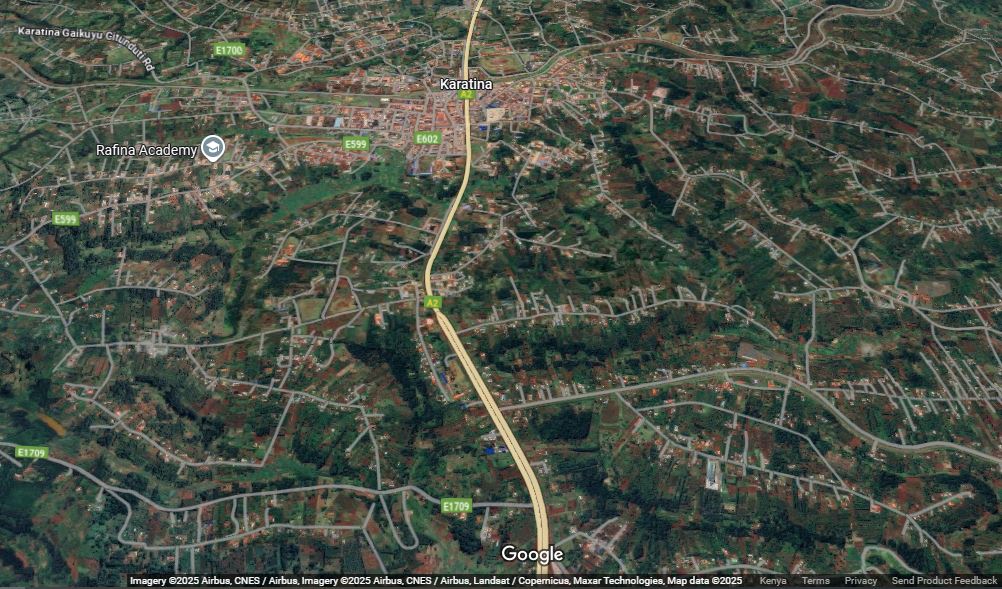 Karatina Gaikuyu Gitunduti Rd
E1700
Karatina
A2
E602
E599
Rafina Academy
E599
A2
E1709
E1709
Google
Imagery ©2025 Airbus, CNES / Airbus, Imagery ©2025 Airbus, CNES / Airbus, Landsat / Copernicus, Maxar Technologies, Map data ©2025 Kenya Terms Privacy Send Product Feedback